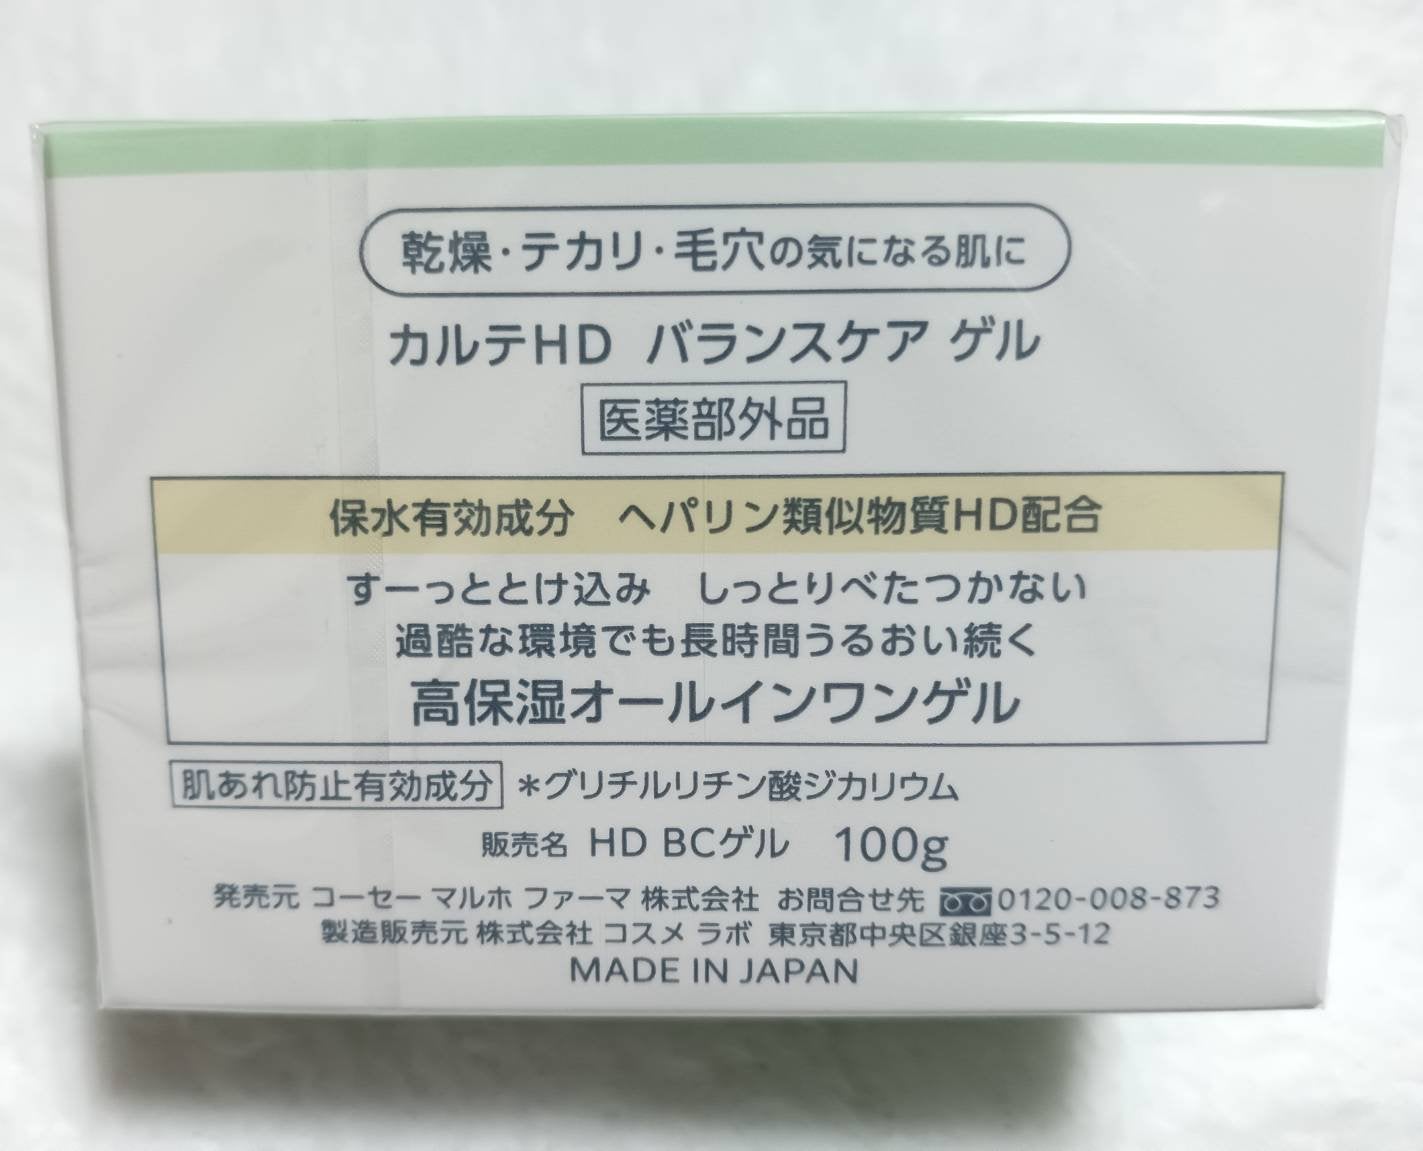 乾燥・テカリ・毛穴の気になる肌に
カルテHD バランスケア ゲル
医薬部外品
保水有効成分 ヘパリン類似物質HD配合
すーっととけ込み しっとりべたつかない
過酷な環境でも長時間うるおい続く
高保湿オールインワンゲル
肌あれ防止有効成分 *グリチルリチン酸ジカリウム
販売名 HD BCゲル 100g
発売元 コーセー マルホ ファーマ 株式会社 お問合せ先 0120-008-873
製造販売元 株式会社 コスメ ラボ 東京都中央区銀座3-5-12
MADE IN JAPAN